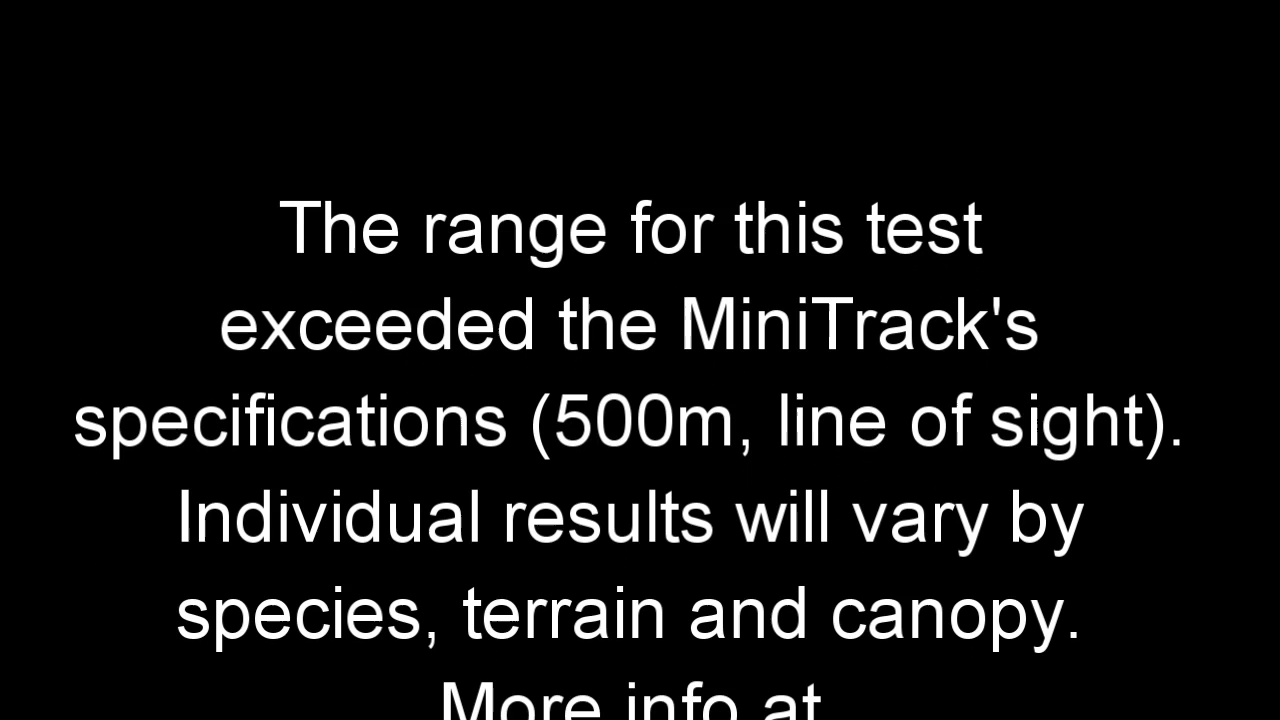 The range for this test
exceeded the MiniTrack's
specifications (500m, line of sight).
Individual results will vary by
species, terrain and canopy.
More info at